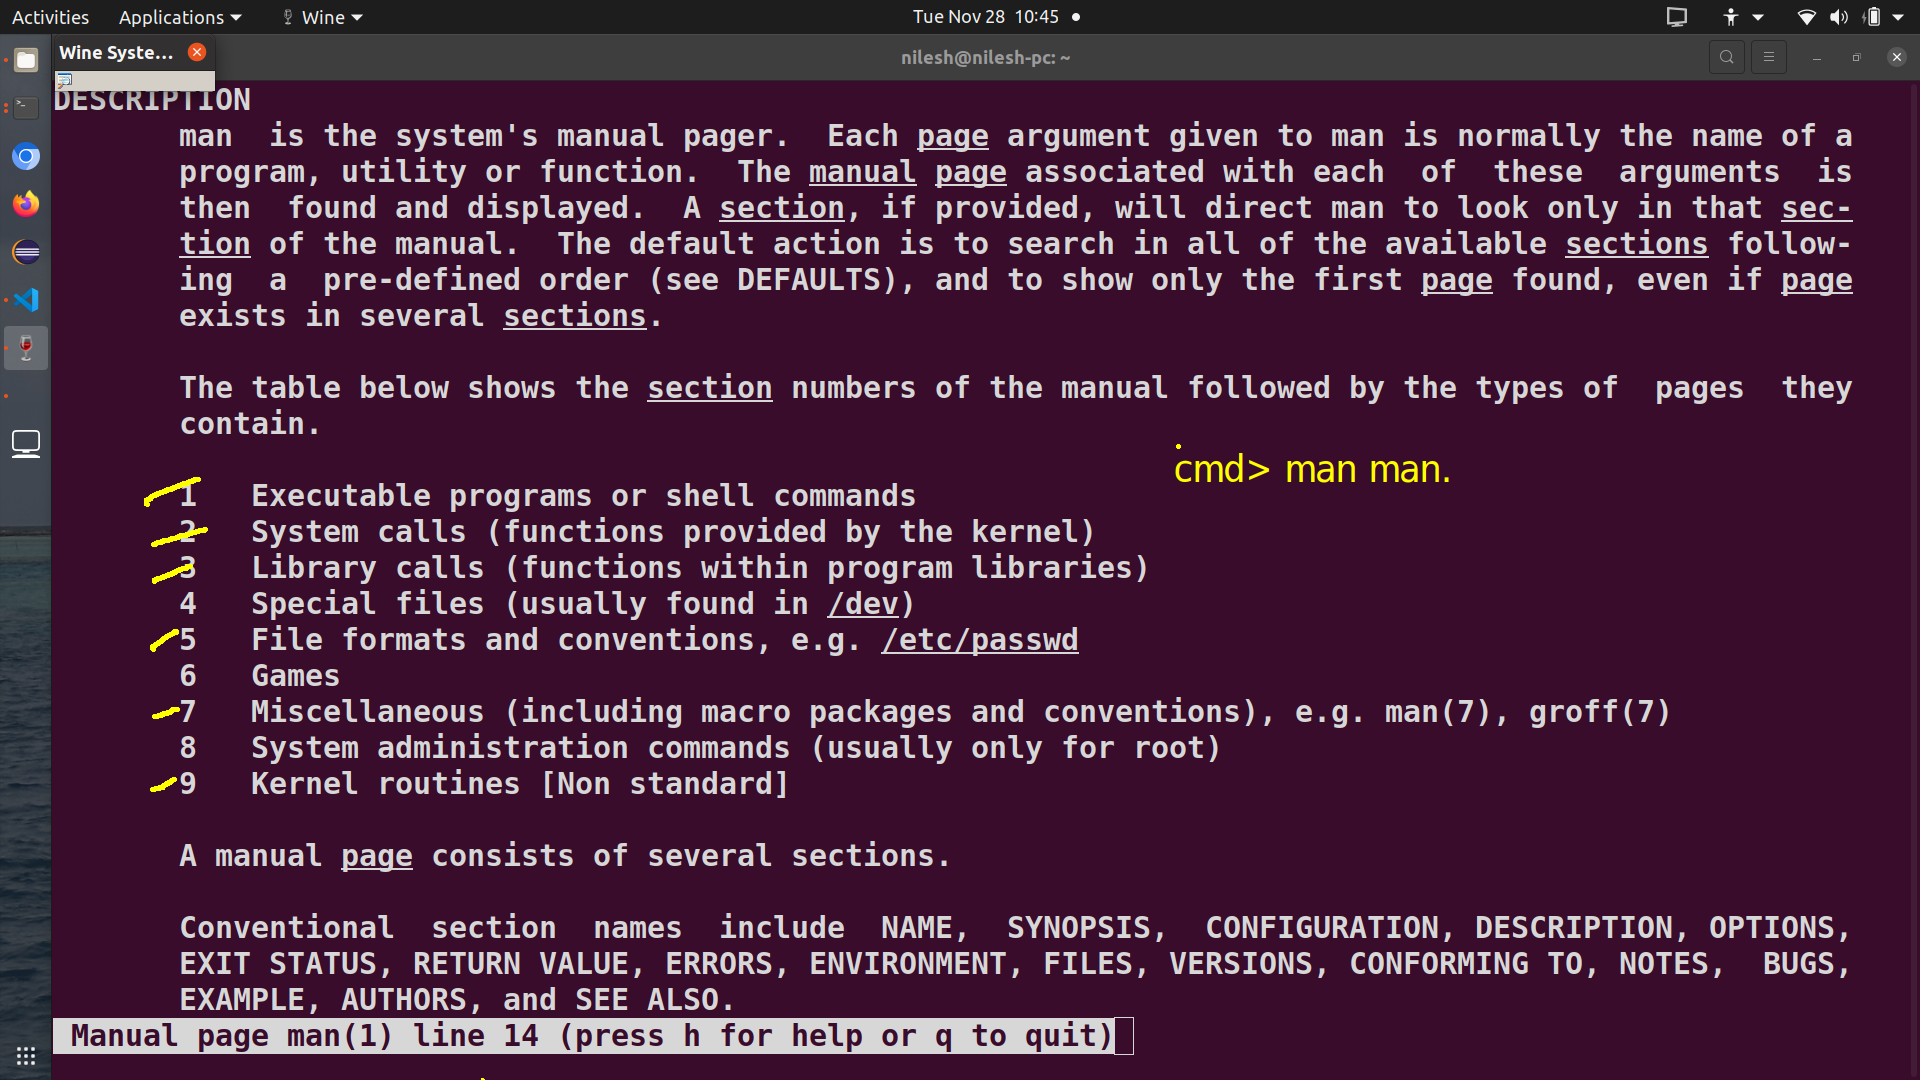 Activities Applications Wine Tue Nov 28 10:45
Wine Syste...
nilesh@nilesh-pc: ~
DESCRIPTION
man is the system's manual pager. Each page argument given to man is normally the name of a
program, utility or function. The manual page associated with each of these arguments is
then found and displayed. A section, if provided, will direct man to look only in that sec-
tion of the manual. The default action is to search in all of the available sections follow-
ing a pre-defined order (see DEFAULTS), and to show only the first page found, even if page
exists in several sections.
The table below shows the section numbers of the manual followed by the types of pages they
contain.
cmd> man man.
1 Executable programs or shell commands
2 System calls (functions provided by the kernel)
3 Library calls (functions within program libraries)
4 Special files (usually found in /dev)
5 File formats and conventions, e.g. /etc/passwd
6 Games
7 Miscellaneous (including macro packages and conventions), e.g. man(7), groff(7)
8 System administration commands (usually only for root)
9 Kernel routines [Non standard]
A manual page consists of several sections.
Conventional section names include NAME, SYNOPSIS, CONFIGURATION, DESCRIPTION, OPTIONS,
EXIT STATUS, RETURN VALUE, ERRORS, ENVIRONMENT, FILES, VERSIONS, CONFORMING TO, NOTES, BUGS,
EXAMPLE, AUTHORS, and SEE ALSO.
Manual page man(1) line 14 (press h for help or q to quit)